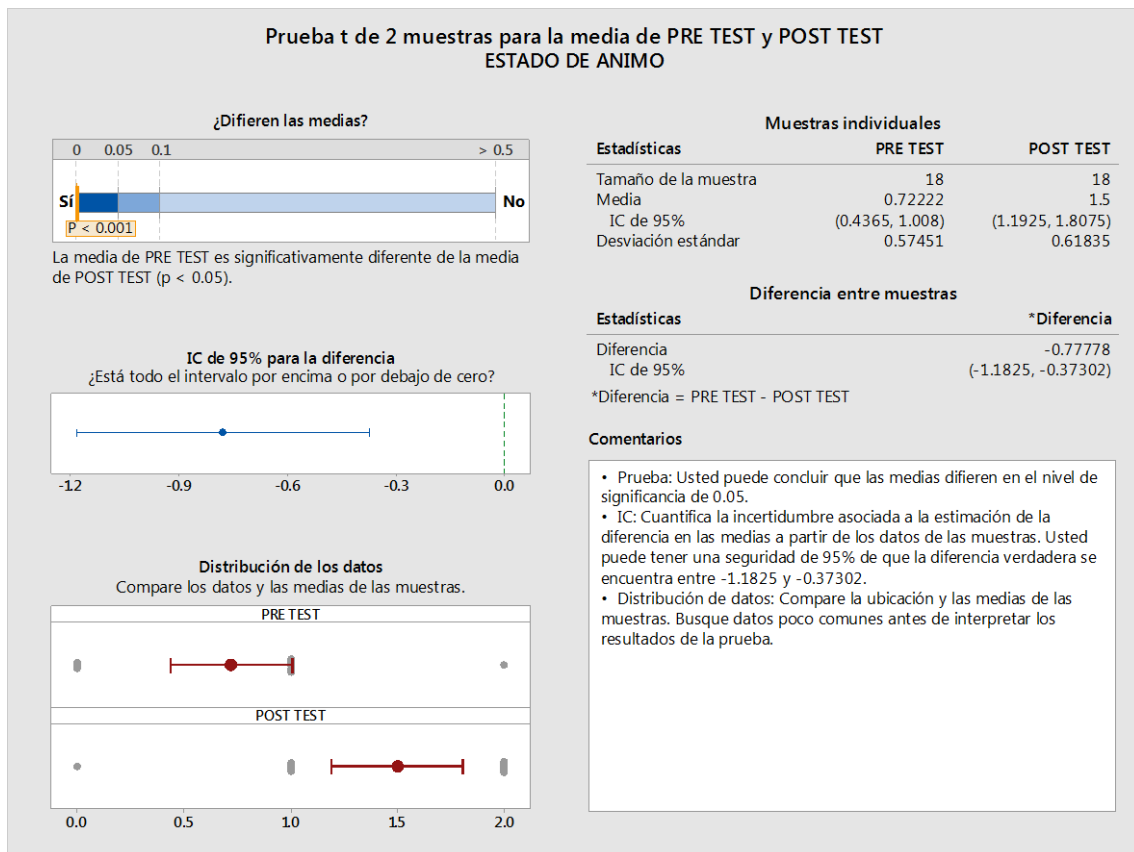 Prueba t de 2 muestras para la media de PRE TEST y POST TEST
ESTADO DE ANIMO
¿Difieren las medias?
0 0.05 0.1 > 0.5
Sí No
P < 0.001
La media de PRE TEST es significativamente diferente de la media
de POST TEST (p < 0.05).
IC de 95% para la diferencia
¿Está todo el intervalo por encima o por debajo de cero?
-1.2 -0.9 -0.6 -0.3 0.0
Distribución de los datos
Compare los datos y las medias de las muestras.
PRE TEST
POST TEST
0.0 0.5 1.0 1.5 2.0
Muestras individuales
Estadísticas PRE TEST POST TEST
Tamaño de la muestra 18 18
Media 0.72222 1.5
IC de 95% (0.4365, 1.008) (1.1925, 1.8075)
Desviación estándar 0.57451 0.61835
Diferencia entre muestras
Estadísticas *Diferencia
Diferencia -0.77778
IC de 95% (-1.1825, -0.37302)
*Diferencia = PRE TEST - POST TEST
Comentarios
• Prueba: Usted puede concluir que las medias difieren en el nivel de
significancia de 0.05.
• IC: Cuantifica la incertidumbre asociada a la estimación de la
diferencia en las medias a partir de los datos de las muestras. Usted
puede tener una seguridad de 95% de que la diferencia verdadera se
encuentra entre -1.1825 y -0.37302.
• Distribución de datos: Compare la ubicación y las medias de las
muestras. Busque datos poco comunes antes de interpretar los
resultados de la prueba.